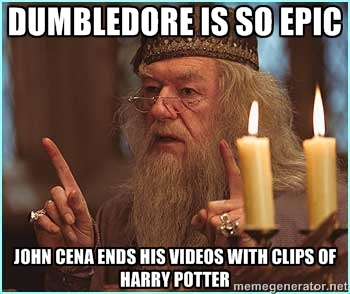 DUMBLEDORE IS SO EPIC
JOHN CENA ENDS HIS VIDEOS WITH CLIPS OF
HARRY POTTER
memegenerator.net